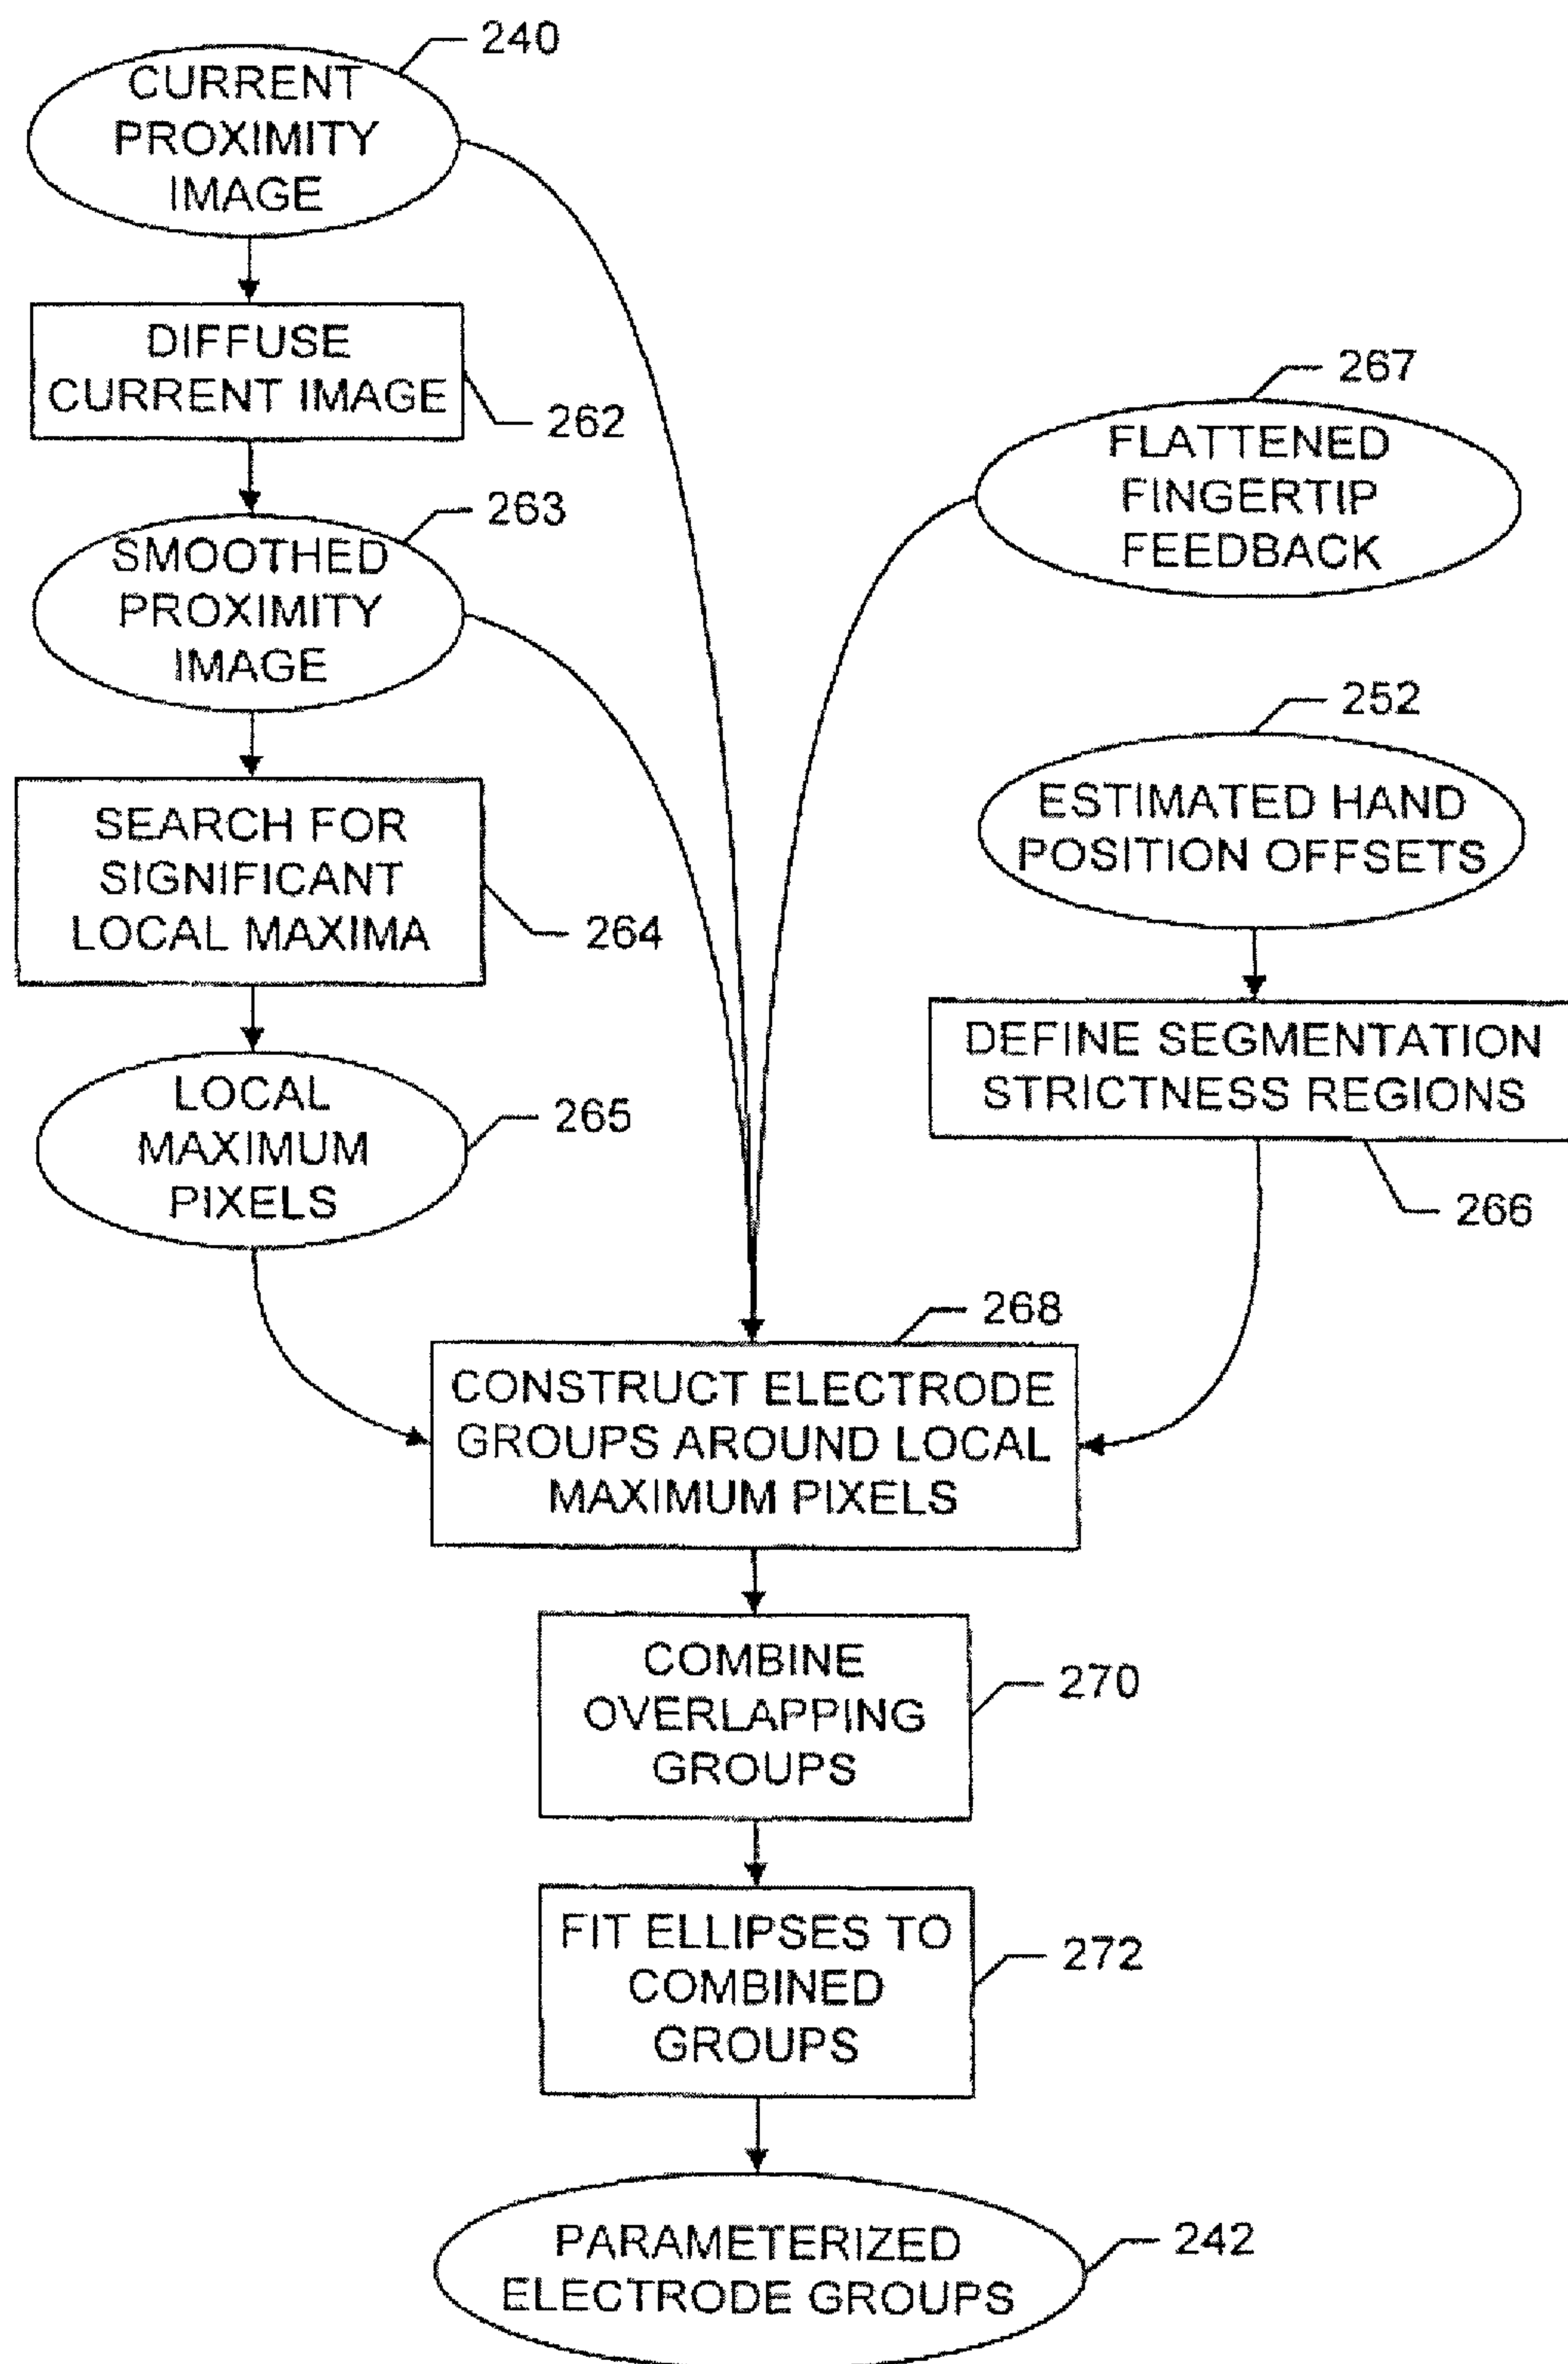 240
CURRENT
PROXIMITY
IMAGE
DIFFUSE
CURRENT IMAGE
262
263
SMOOTHED
PROXIMITY
IMAGE
SEARCH FOR
SIGNIFICANT
LOCAL MAXIMA
264
LOCAL
MAXIMUM
PIXELS
265
267
FLATTENED
FINGERTIP
FEEDBACK
252
ESTIMATED HAND
POSITION OFFSETS
DEFINE SEGMENTATION
STRICTNESS REGIONS
266
268
CONSTRUCT ELECTRODE
GROUPS AROUND LOCAL
MAXIMUM PIXELS
COMBINE
OVERLAPPING
GROUPS
270
FIT ELLIPSES TO
COMBINED
GROUPS
272
PARAMETERIZED
ELECTRODE GROUPS
242